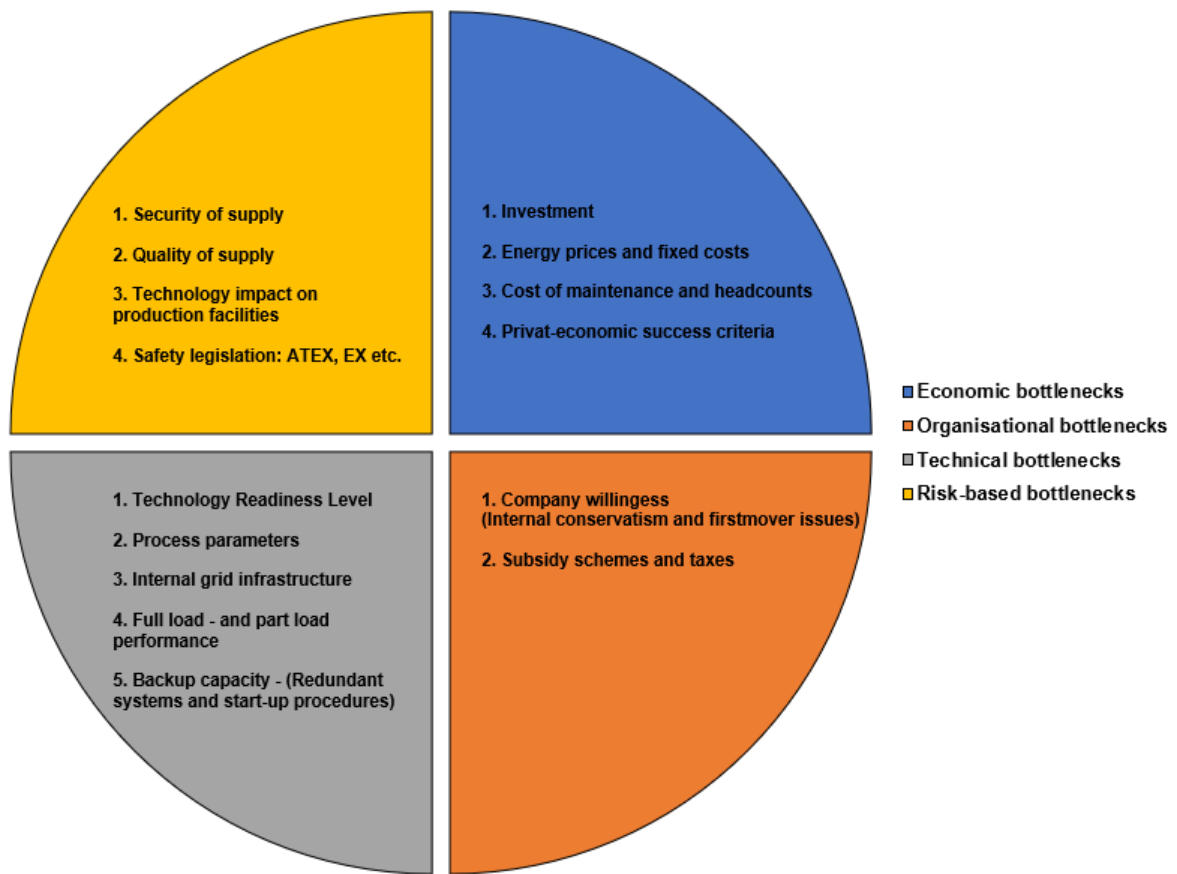 1. Security of supply
2. Quality of supply
3. Technology impact on
production facilities
4. Safety legislation: ATEX, EX etc.
1. Investment
2. Energy prices and fixed costs
3. Cost of maintenance and headcounts
4. Privat-economic success criteria
1. Technology Readiness Level
2. Process parameters
3. Internal grid infrastructure
4. Full load - and part load
performance
5. Backup capacity - (Redundant
systems and start-up procedures)
1. Company willingess
(Internal conservatism and firstmover issues)
2. Subsidy schemes and taxes
Economic bottlenecks
Organisational bottlenecks
Technical bottlenecks
Risk-based bottlenecks